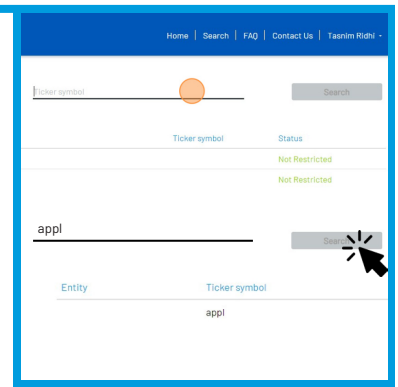 Home | Search | FAQ | Contact Us | Tasnim Ridhi
Ticker symbol
Search
Ticker symbol Status
Not Restricted
Not Restricted
appl
Search
Entity Ticker symbol
appl